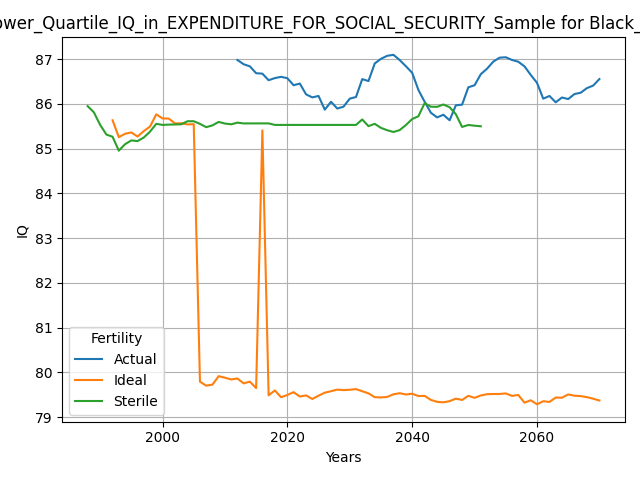 ower_Quartile_IQ_in_EXPENDITURE_FOR_SOCIAL_SECURITY_Sample for Black_
87
86
85
84
83
82
81
80
79
IQ
Fertility
Actual
Ideal
Sterile
2000
2020
2040
2060
Years